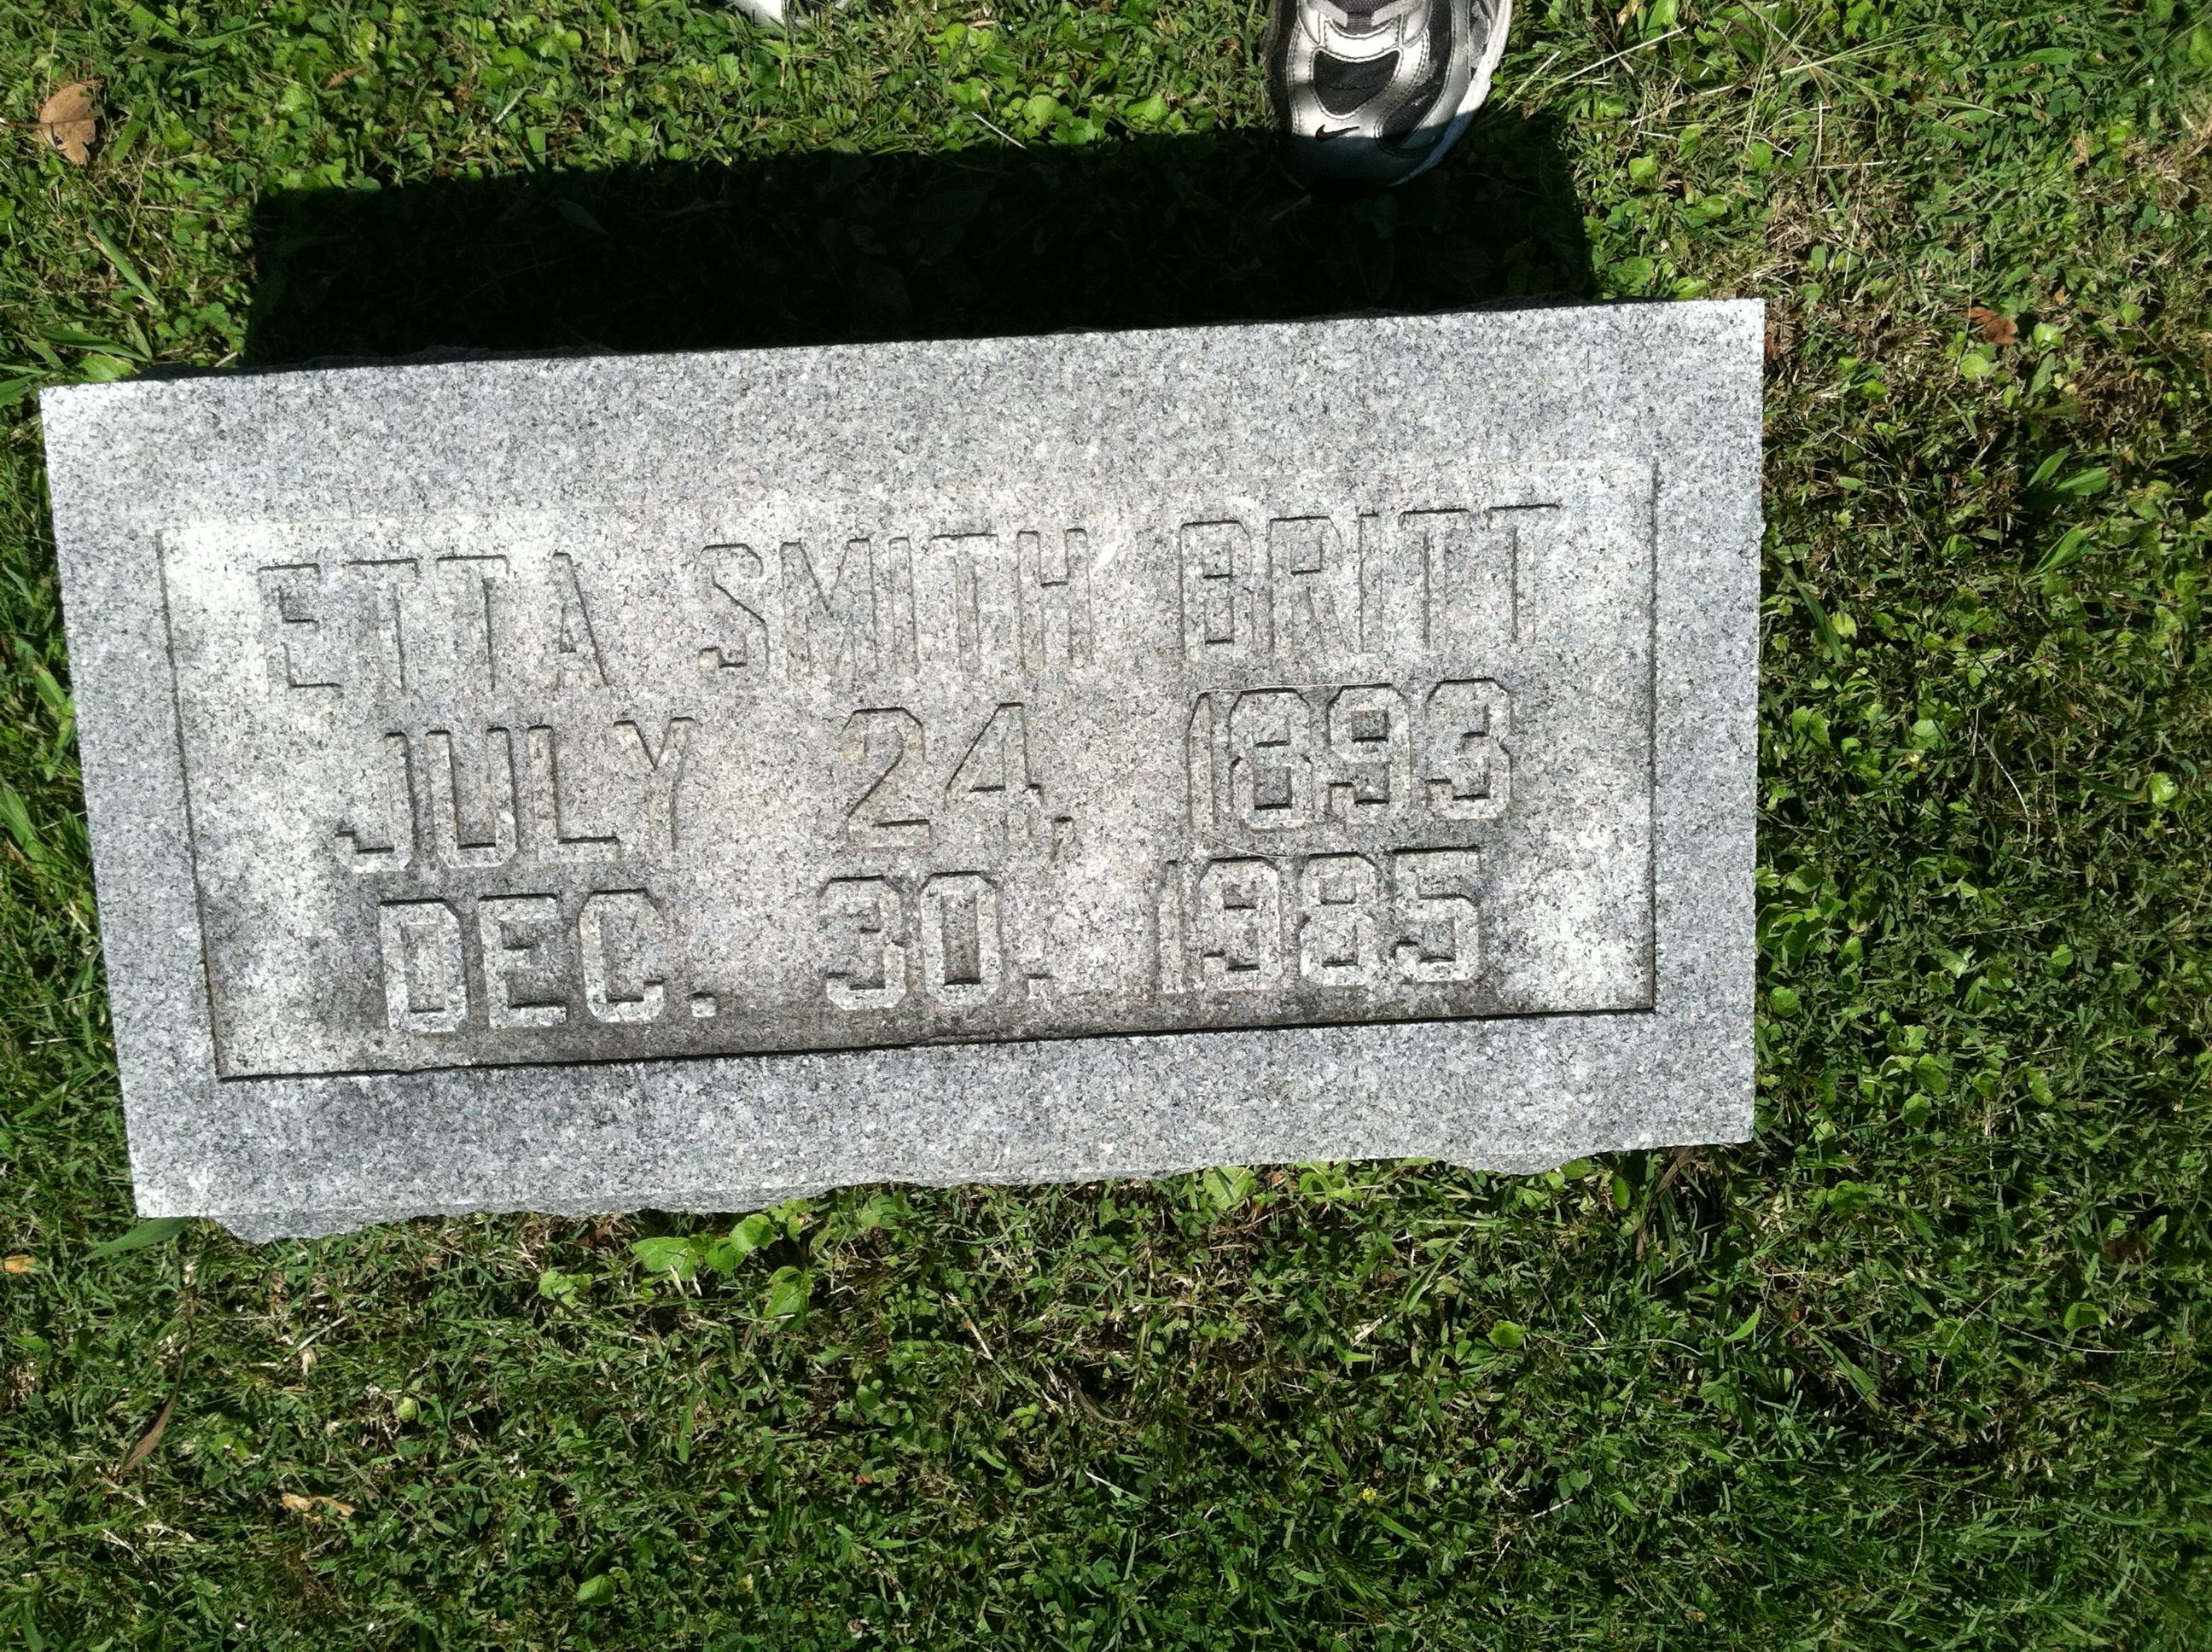 ETTA SMITH BRITT
JULY 24, 1893
DEC. 30. 1985